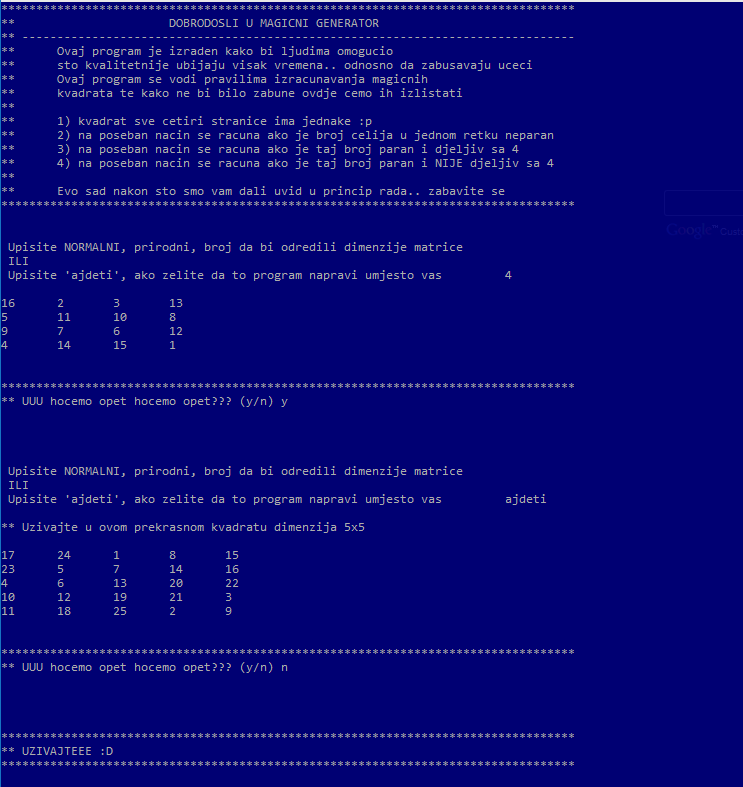 **********************************************************************************
** DOBRODOSLI U MAGICNI GENERATOR
** -------------------------------------------------------------------------------
** Ovaj program je izraden kako bi ljudima omogucio
** sto kvalitetnije ubijaju visak vremena.. odnosno da zabusavaju uceci
** Ovaj program se vodi pravilima izracunavanja magicnih
** kvadrata te kako ne bi bilo zabune ovdje cemo ih izlistati
**
** 1) kvadrat sve cetiri stranice ima jednake :p
** 2) na poseban nacin se racuna ako je broj celija u jednom retku neparan
** 3) na poseban nacin se racuna ako je taj broj paran i djeljiv sa 4
** 4) na poseban nacin se racuna ako je taj broj paran i NIJE djeljiv sa 4
**
** Evo sad nakon sto smo vam dali uvid u princip rada.. zabavite se
**********************************************************************************
Upisite NORMALNI, prirodni, broj da bi odredili dimenzije matrice
ILI
Upisite 'ajdeti', ako zelite da to program napravi umjesto vas 4
16 2 3 13
5 11 10 8
9 7 6 12
4 14 15 1
**********************************************************************************
** UUU hocemo opet hocemo opet??? (y/n) y
Upisite NORMALNI, prirodni, broj da bi odredili dimenzije matrice
ILI
Upisite 'ajdeti', ako zelite da to program napravi umjesto vas ajdeti
** Uzivajte u ovom prekrasnom kvadratu dimenzija 5x5
17 24 1 8 15
23 5 7 14 16
4 6 13 20 22
10 12 19 21 3
11 18 25 2 9
**********************************************************************************
** UUU hocemo opet hocemo opet??? (y/n) n
**********************************************************************************
** UZIVAJTEEE :D
**********************************************************************************
Google™